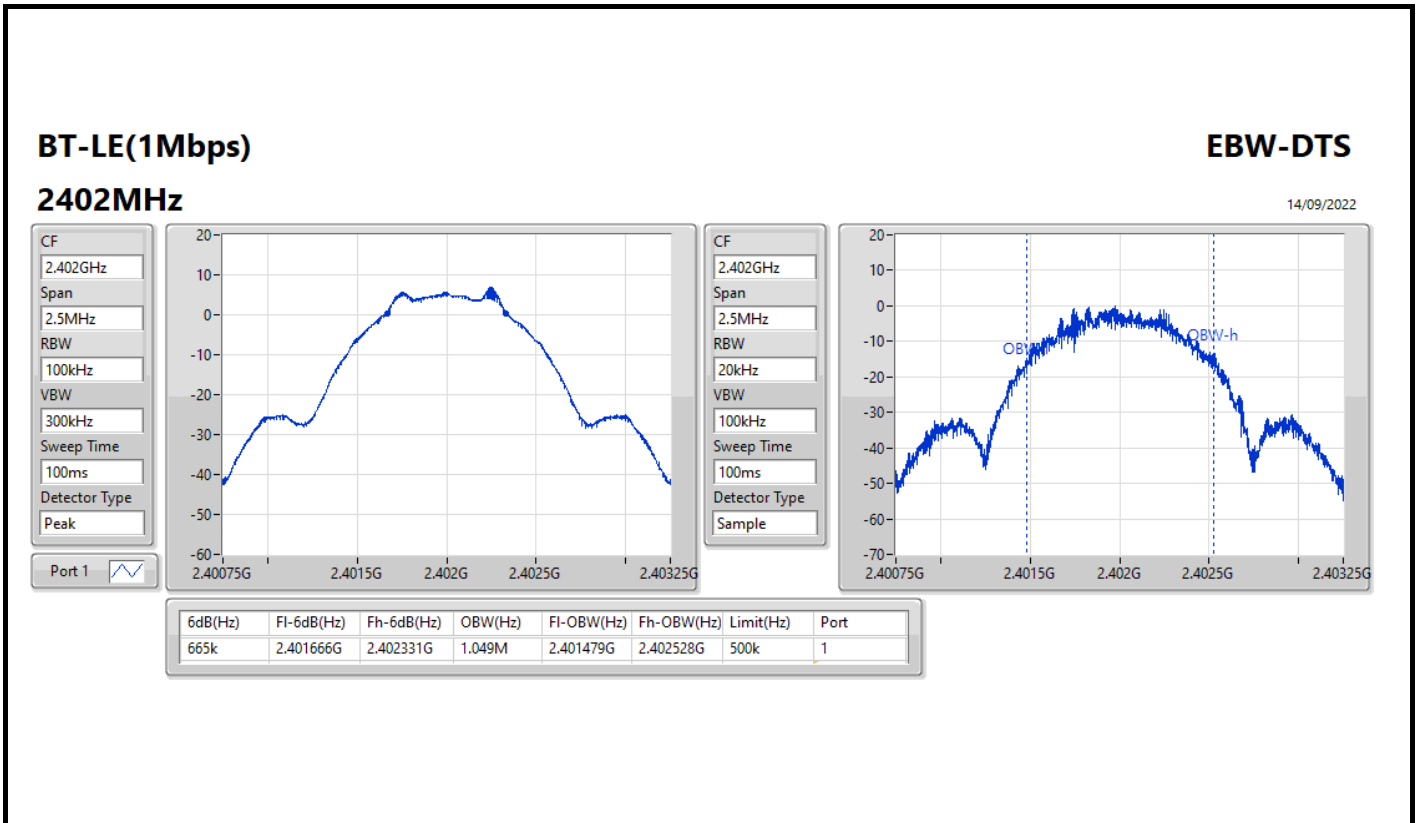 BT-LE(1Mbps)
EBW-DTS
2402MHz
14/09/2022
CF
2.402GHz
Span
2.5MHz
RBW
100kHz
VBW
300kHz
Sweep Time
100ms
Detector Type
Peak
Port 1
20
10
0
-10
-20
-30
-40
-50
-60
2.40075G 2.4015G 2.402G 2.4025G 2.40325G
CF
2.402GHz
Span
2.5MHz
RBW
20kHz
VBW
100kHz
Sweep Time
100ms
Detector Type
Sample
20
10
0
-10
-20
-30
-40
-50
-60
-70
OBW-h
2.40075G 2.4015G 2.402G 2.4025G 2.40325G
6dB(Hz) Fl-6dB(Hz) Fh-6dB(Hz) OBW(Hz) Fl-OBW(Hz) Fh-OBW(Hz) Limit(Hz) Port
665k 2.401666G 2.402331G 1.049M 2.401479G 2.402528G 500k 1